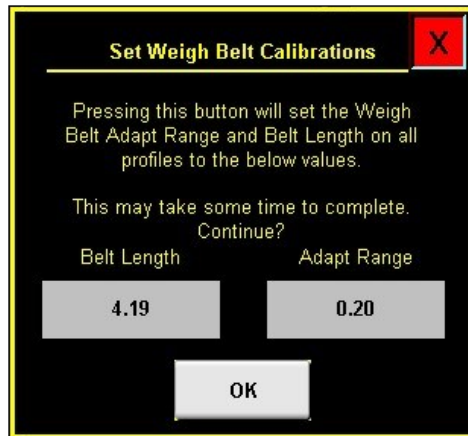 Set Weigh Belt Calibrations
X
Pressing this button will set the Weigh
Belt Adapt Range and Belt Length on all
profiles to the below values.
This may take some time to complete.
Continue?
Belt Length Adapt Range
4.19 0.20
OK